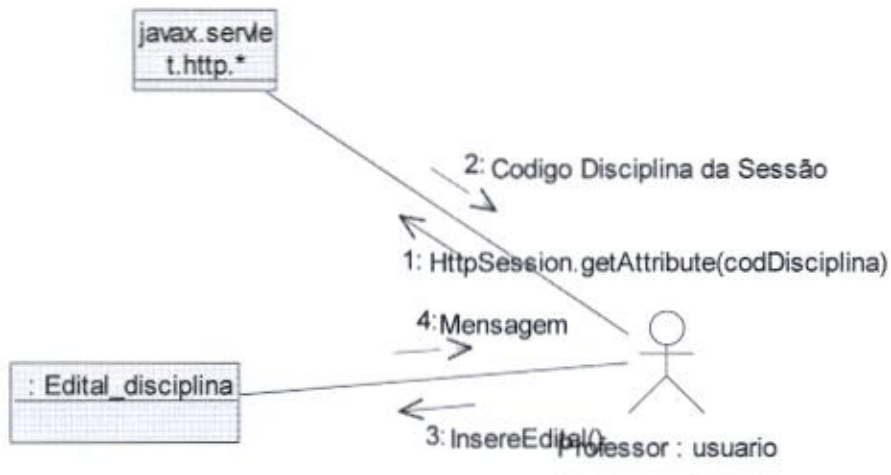 javax.servle
t.http.*
2: Codigo Disciplina da Sessão
1: HttpSession.getAttribute(codDisciplina)
4:Mensagem
: Edital_disciplina
3: InsereEdital()
Professor : usuario